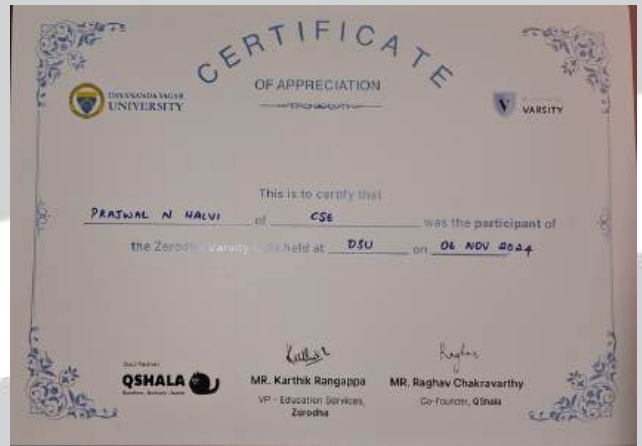 CERTIFICATE
OF APPRECIATION
DAYANANDA SAGAR
UNIVERSITY
VARSITY
This is to certify that
PRAJWAL N HALVI of CSE was the participant of
the Zerodha Varsity held at DSU on 06 NOV 2024
QSHALA
MR. Karthik Rangappa
VP - Education Services,
Zerodha
MR. Raghav Chakravarthy
Co-Founder, QShala